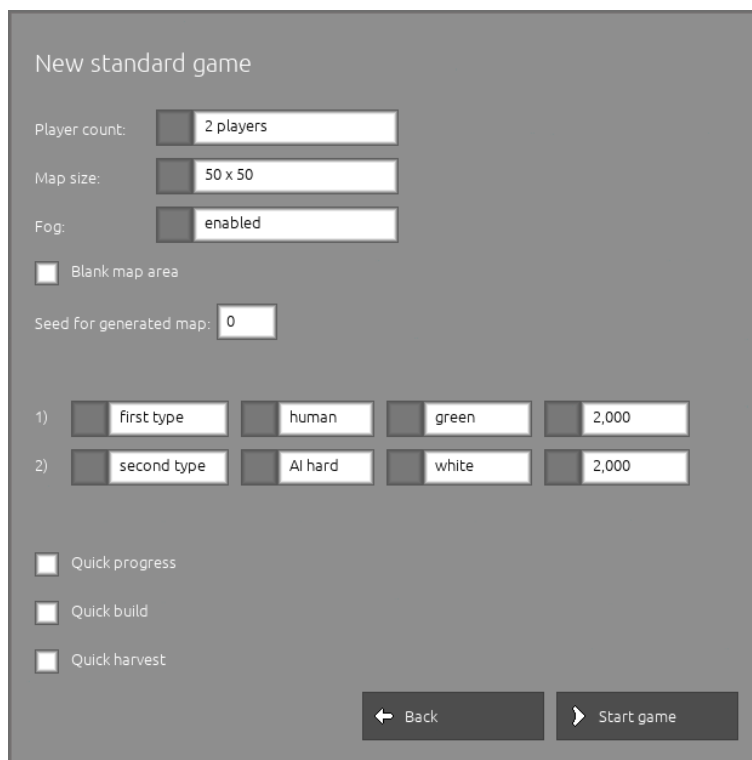 New standard game
Player count: 2 players
Map size: 50 x 50
Fog: enabled
Blank map area
Seed for generated map: 0
1) first type human green 2,000
2) second type AI hard white 2,000
Quick progress
Quick build
Quick harvest
Back Start game